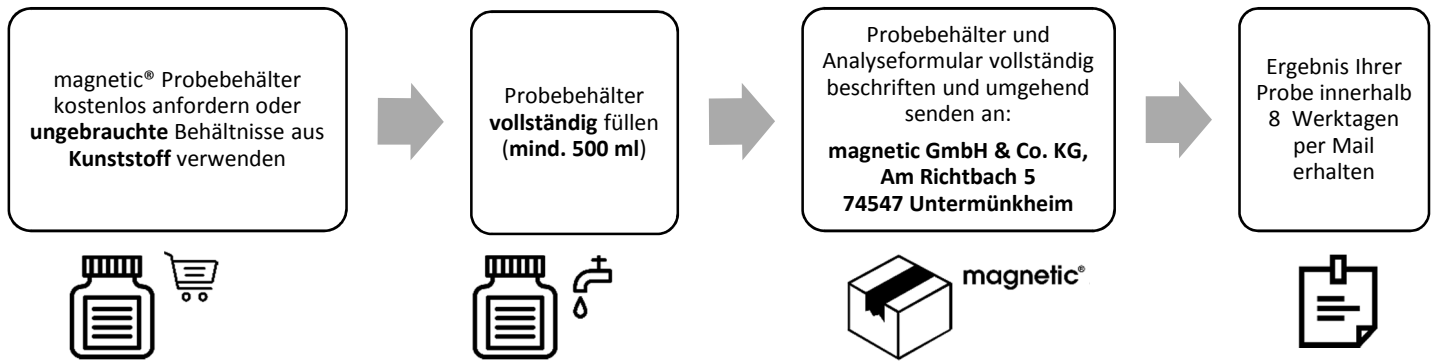 magnetic® Probebehälter
kostenlos anfordern oder
ungebrauchte Behältnisse aus
Kunststoff verwenden
Probebehälter
vollständig füllen
(mind. 500 ml)
Probebehälter und
Analyseformular vollständig
beschriften und umgehend
senden an:
magnetic GmbH & Co. KG,
Am Richtbach 5
74547 Untermünkheim
Ergebnis Ihrer
Probe innerhalb
8 Werktagen
per Mail
erhalten
magnetic®